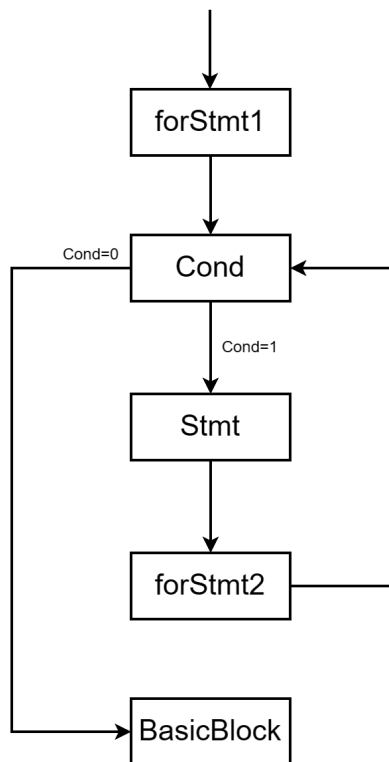 forStmt1
Cond=0
Cond
Cond=1
Stmt
forStmt2
BasicBlock